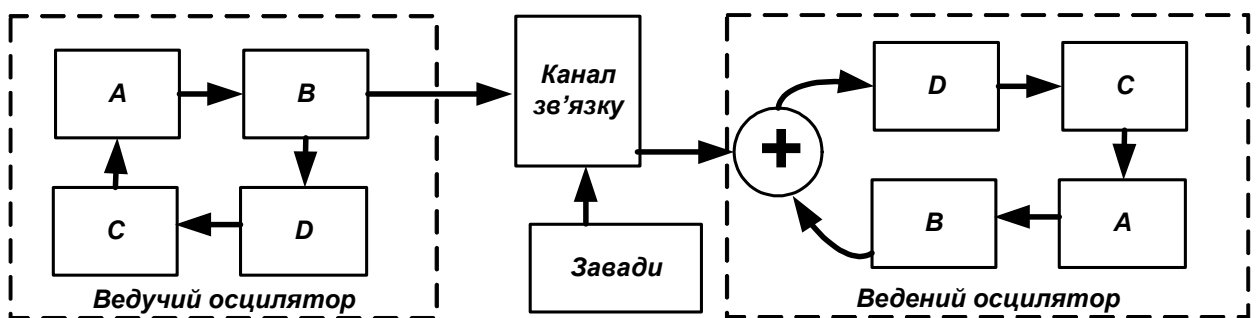 A
B
C
D
Ведучий осцилятор
Канал
зв’язку
Завади
+
D
C
B
A
Ведений осцилятор